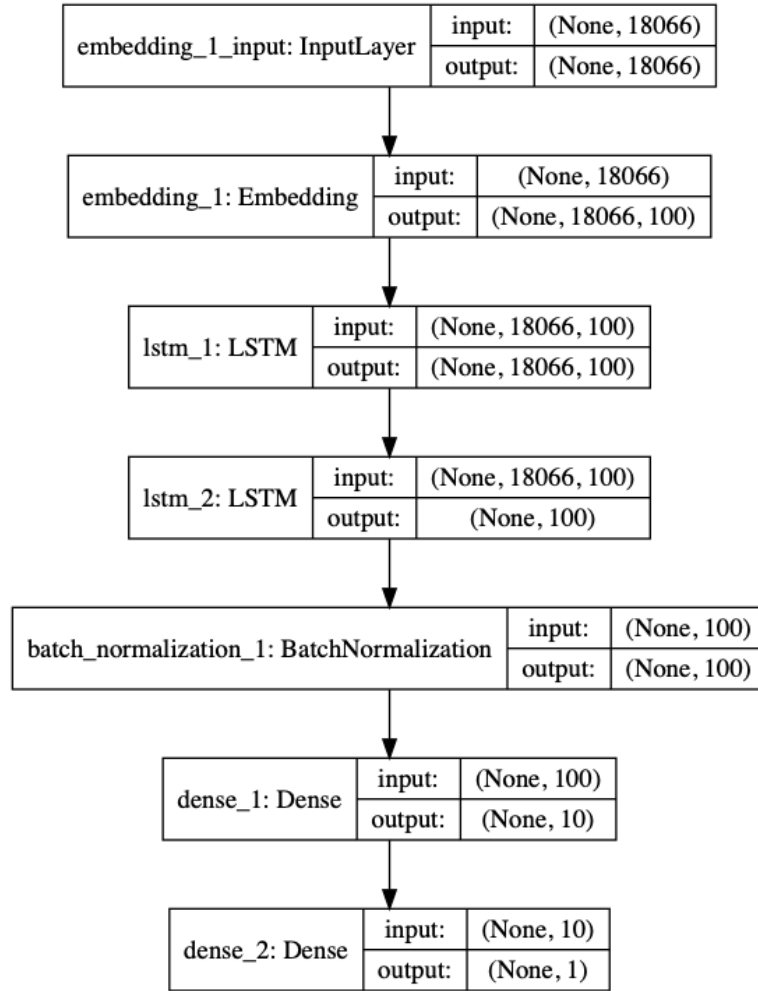 embedding_1_input: InputLayer
input: (None, 18066)
output: (None, 18066)
embedding_1: Embedding
input: (None, 18066)
output: (None, 18066, 100)
lstm_1: LSTM
input: (None, 18066, 100)
output: (None, 18066, 100)
lstm_2: LSTM
input: (None, 18066, 100)
output: (None, 100)
batch_normalization_1: BatchNormalization
input: (None, 100)
output: (None, 100)
dense_1: Dense
input: (None, 100)
output: (None, 10)
dense_2: Dense
input: (None, 10)
output: (None, 1)